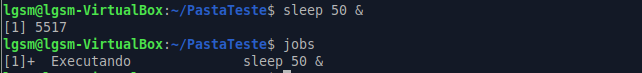 lgsm@lgsm-VirtualBox:~/PastaTeste$ sleep 50 &
[1] 5517
lgsm@lgsm-VirtualBox:~/PastaTeste$ jobs
[1]+  Executando              sleep 50 &